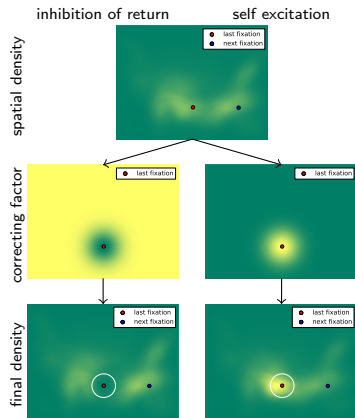 inhibition of return
self excitation
spatial density
last fixation
next fixation
correcting factor
last fixation
last fixation
final density
last fixation
next fixation
last fixation
next fixation